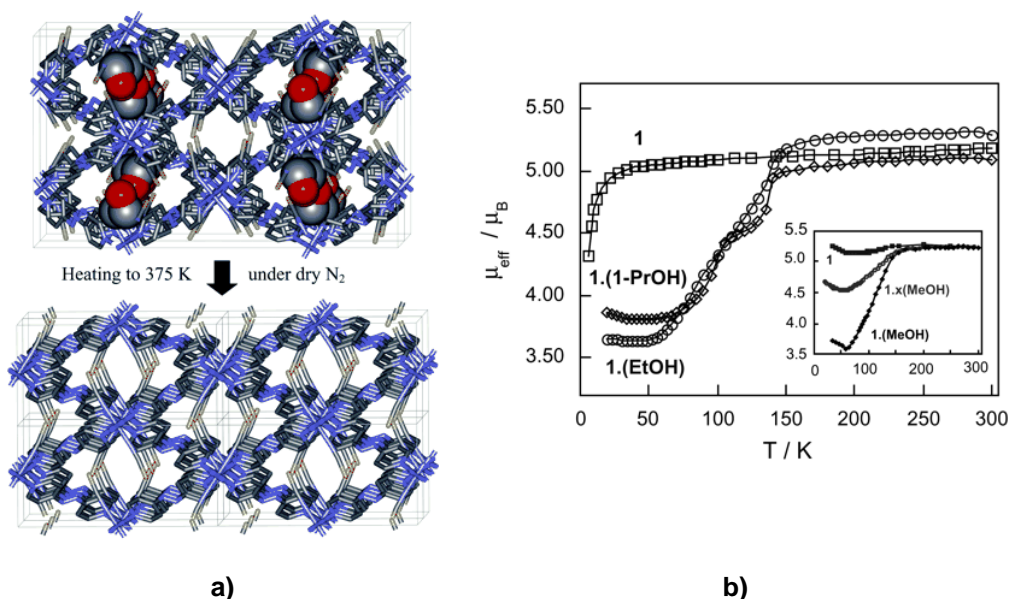 Heating to 375 K under dry N₂
a)
μeff / μB
5.50
5.00
4.50
4.00
3.50
1
1.(1-PrOH)
1.(EtOH)
0 50 100 150 200 250 300
T / K
5.5
5.0
4.5
4.0
3.5
1
1.x(MeOH)
1.(MeOH)
0 100 200 300
b)